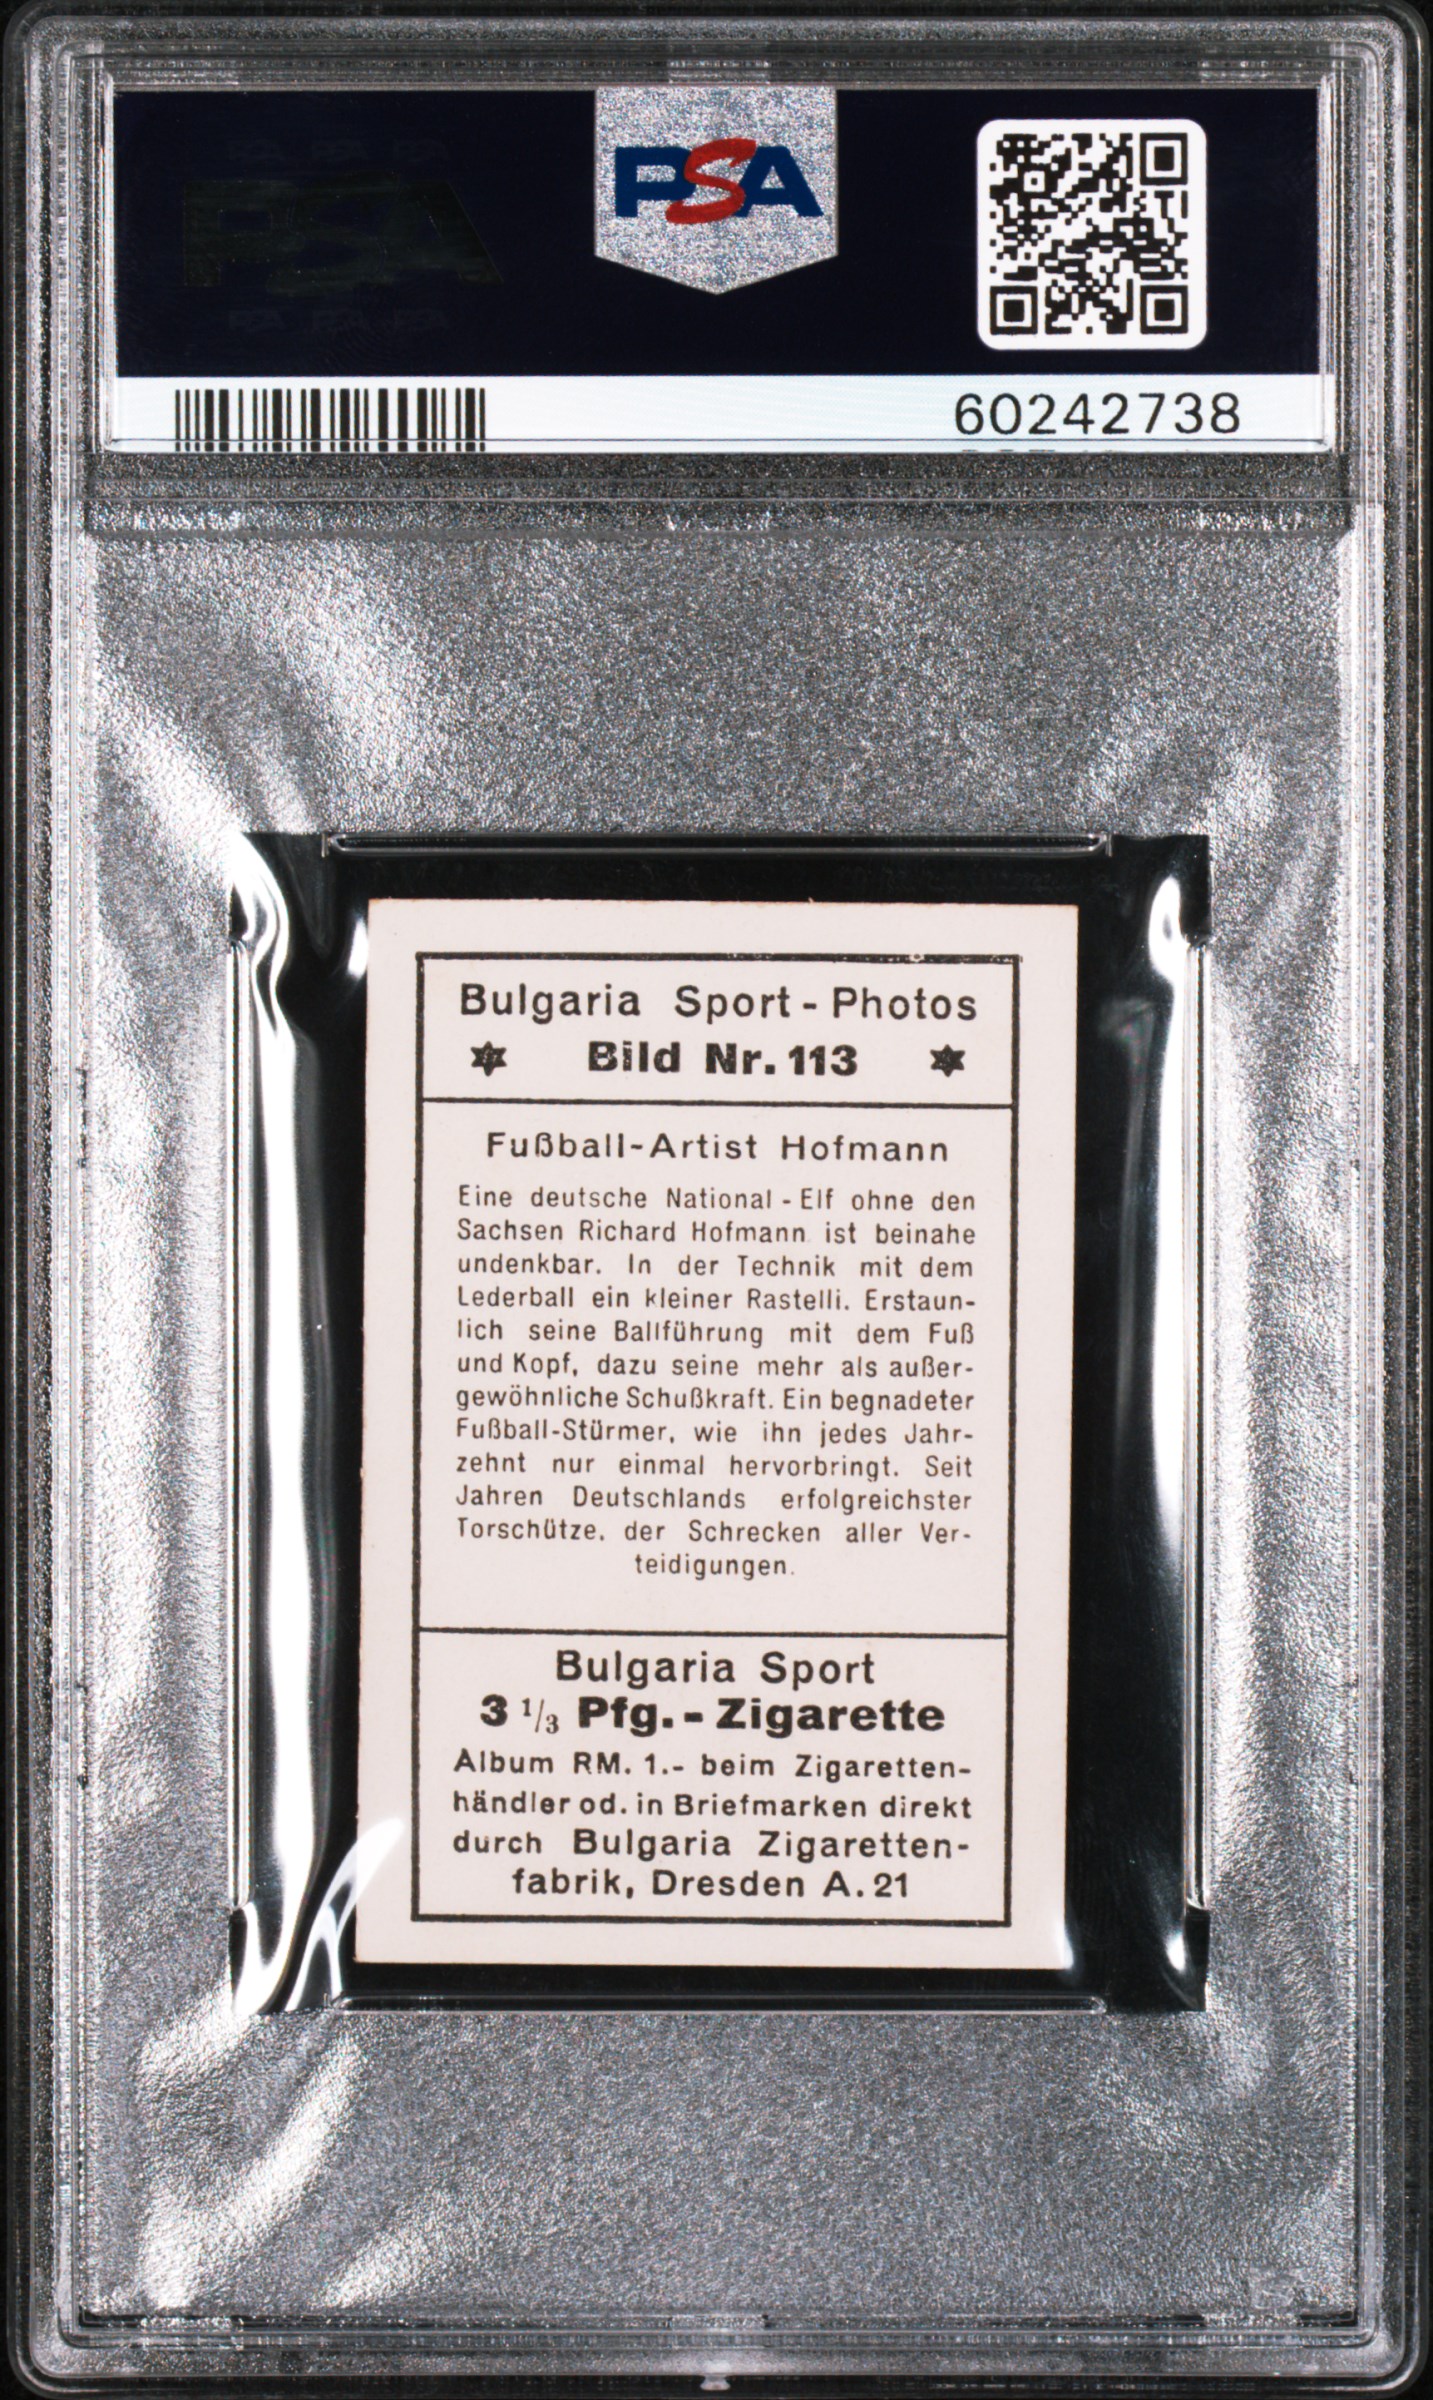 PSA
60242738
Bulgaria Sport - Photos
Bild Nr. 113
Fußball-Artist Hofmann
Eine deutsche National - Elf ohne den
Sachsen Richard Hofmann ist beinahe
undenkbar. In der Technik mit dem
Lederball ein kleiner Rastelli. Erstaun-
lich seine Ballführung mit dem Fuß
und Kopf, dazu seine mehr als außer-
gewöhnliche Schußkraft. Ein begnadeter
Fußball-Stürmer, wie ihn jedes Jahr-
zehnt nur einmal hervorbringt. Seit
Jahren Deutschlands erfolgreichster
Torschütze. der Schrecken aller Ver-
teidigungen.
Bulgaria Sport
3 1/3 Pfg. - Zigarette
Album RM. 1.- beim Zigaretten-
händler od. in Briefmarken direkt
durch Bulgaria Zigaretten-
fabrik, Dresden A. 21